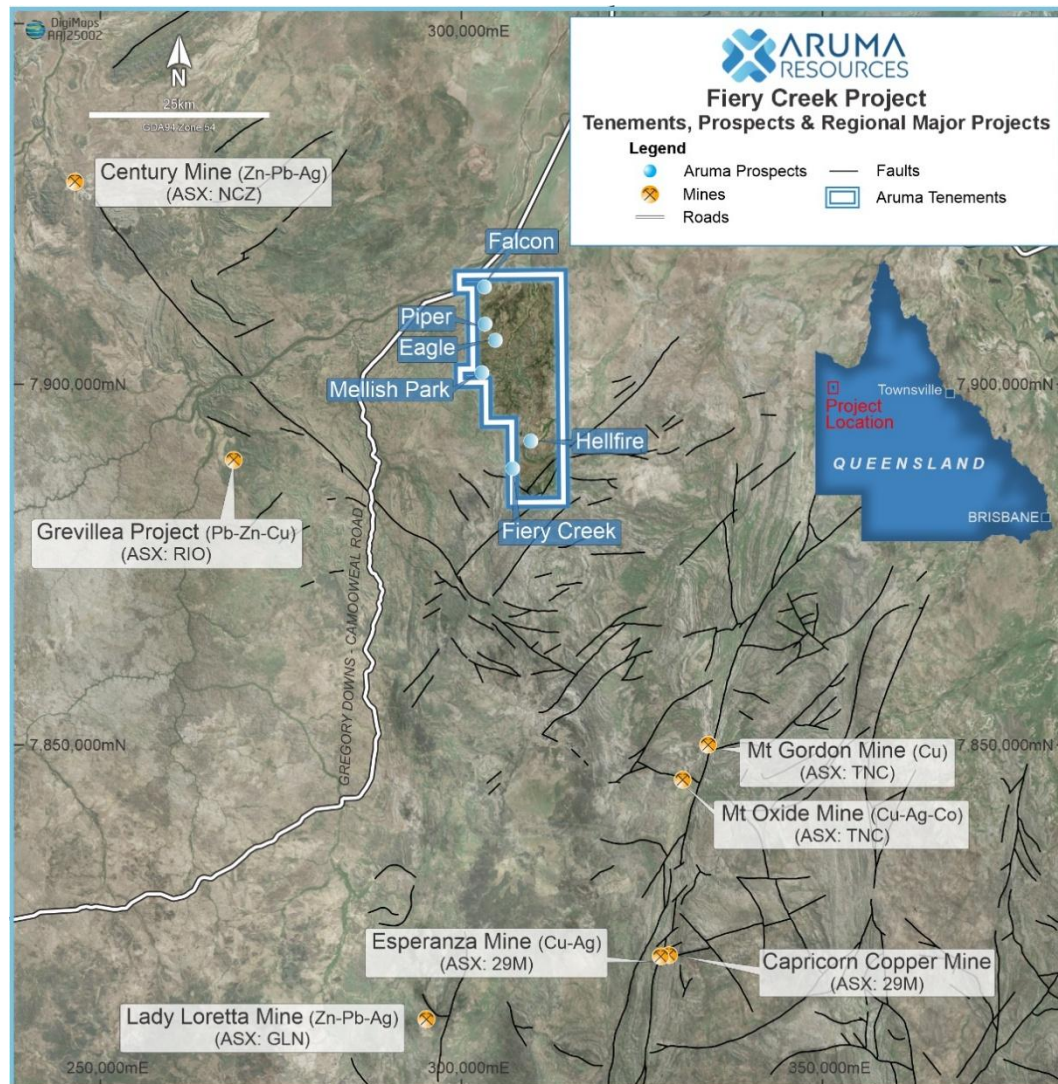 DigiMaps
ARJ25002
300,000mE
N
25km
GDA94 Zone 54
ARUMA
RESOURCES
Fiery Creek Project
Tenements, Prospects & Regional Major Projects
Legend
Aruma Prospects
Faults
Mines
Aruma Tenements
Roads
Century Mine (Zn-Pb-Ag)
(ASX: NCZ)
Falcon
Piper
Eagle
Mellish Park
7,900,000mN
7,900,000mN
Hellfire
Fiery Creek
Townsville
Project
Location
QUEENSLAND
BRISBANE
Grevillea Project (Pb-Zn-Cu)
(ASX: RIO)
GREGORY DOWNS - CAMOOWEAL ROAD
7,850,000mN
7,850,000mN
Mt Gordon Mine (Cu)
(ASX: TNC)
Mt Oxide Mine (Cu-Ag-Co)
(ASX: TNC)
Esperanza Mine (Cu-Ag)
(ASX: 29M)
Capricorn Copper Mine
(ASX: 29M)
Lady Loretta Mine (Zn-Pb-Ag)
(ASX: GLN)
250,000mE
300,000mE
350,000mE